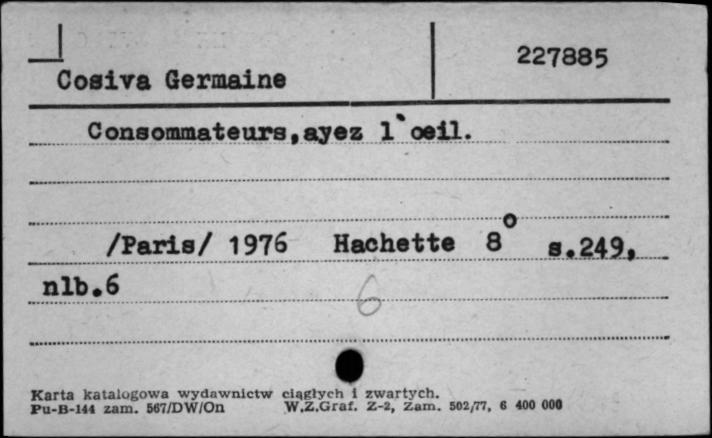 227885
Cosiva Germaine
Consommateurs,ayez l`oeil.
/Paris/ 1976 Hachette 8° s.249,
nlb.6
6
Karta katalogowa wydawnictw ciągłych i zwartych.
Pu-B-144 zam. 567/DW/On W.Z.Graf. Z-2, Zam. 502/77, 6 400 000